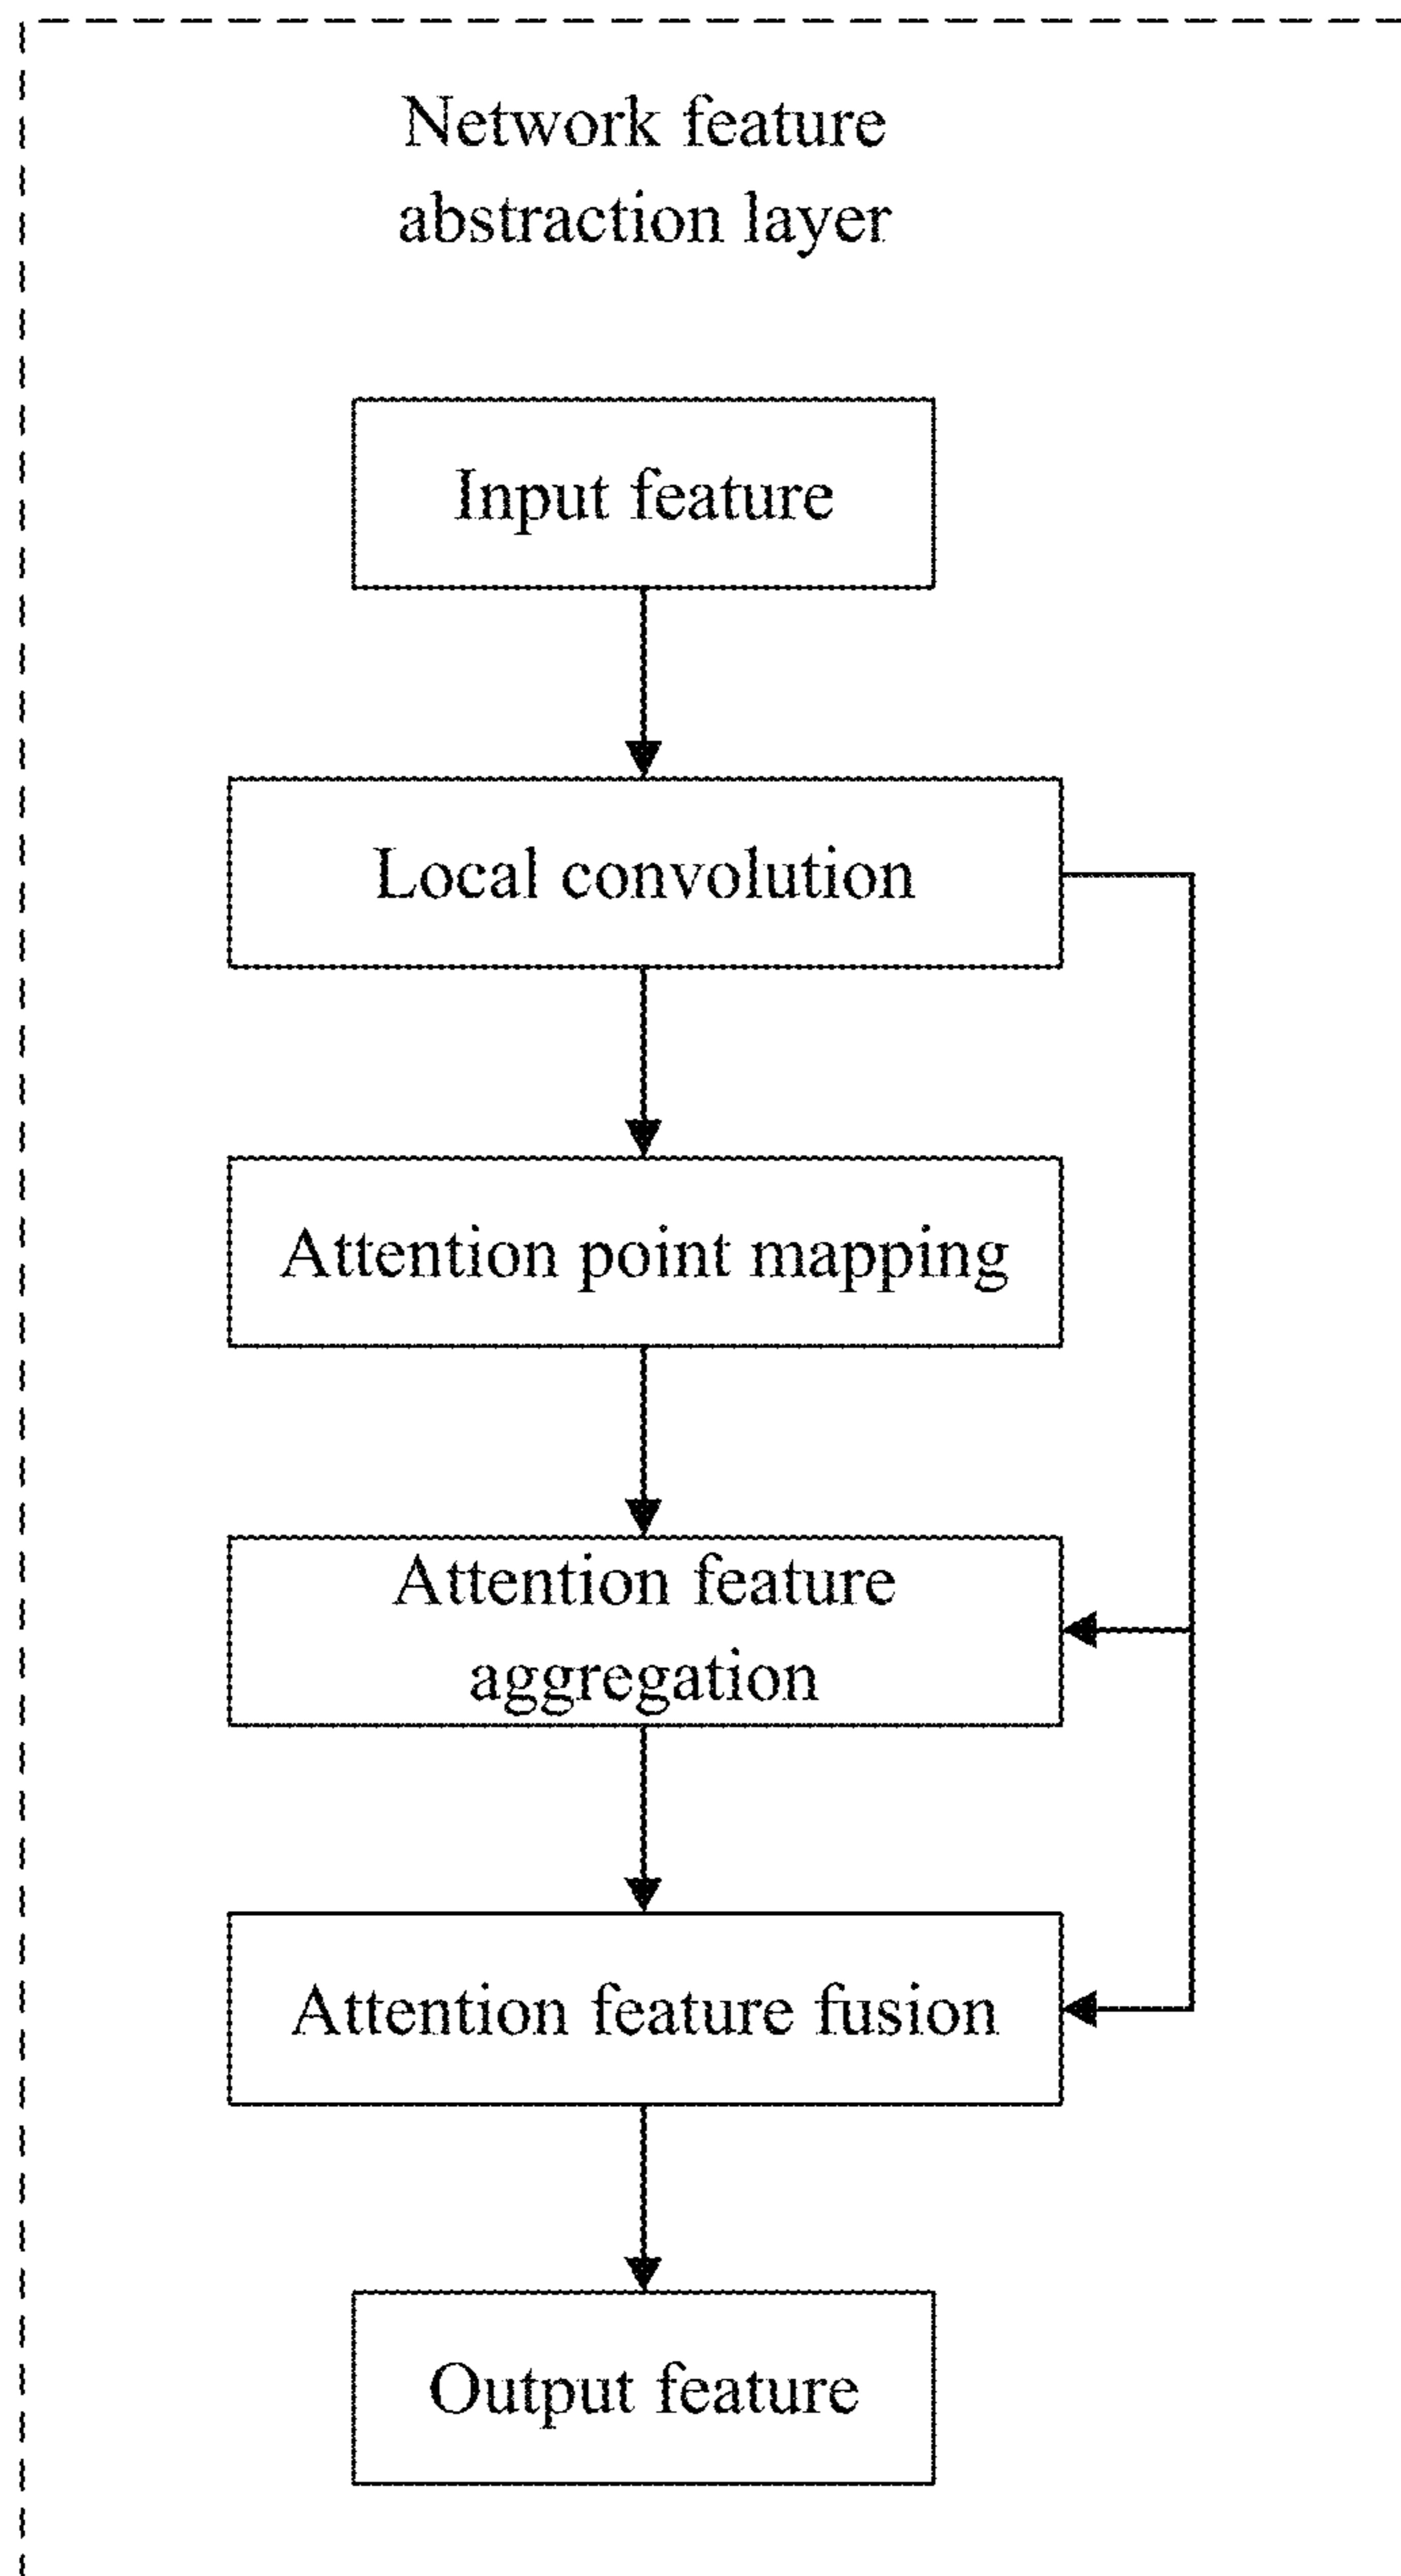 Network feature
abstraction layer
Input feature
Local convolution
Attention point mapping
Attention feature
aggregation
Attention feature fusion
Output feature